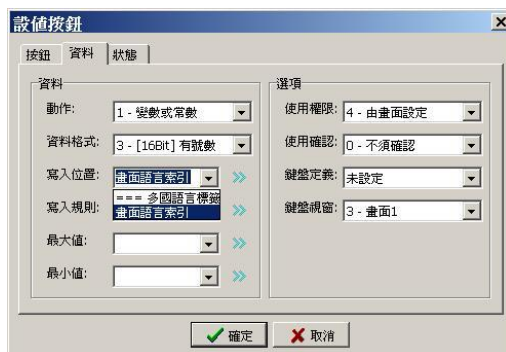 設值按鈕
按鈕 資料 狀態
資料
動作: 1 - 變數或常數
資料格式: 3 - [16Bit] 有號數
寫入位置: 畫面語言索引
=== 多國語言標籤
寫入規則: 畫面語言索引
最大值:
最小值:
選項
使用權限: 4 - 由畫面設定
使用確認: 0 - 不須確認
鍵盤定義: 未設定
鍵盤視窗: 3 - 畫面1
確定 取消